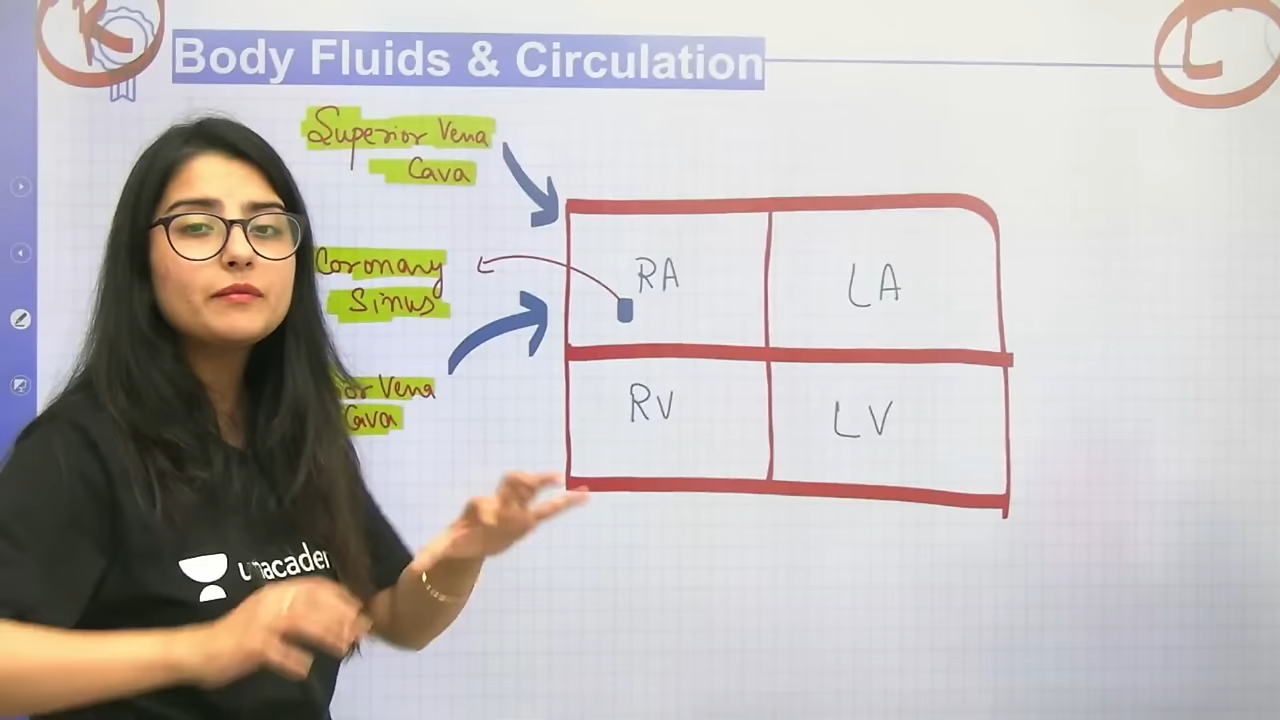 R
L
Body Fluids & Circulation
Superior Vena
Cava
Coronary
Sinus
Vena
Cava
RA
LA
RV
LV